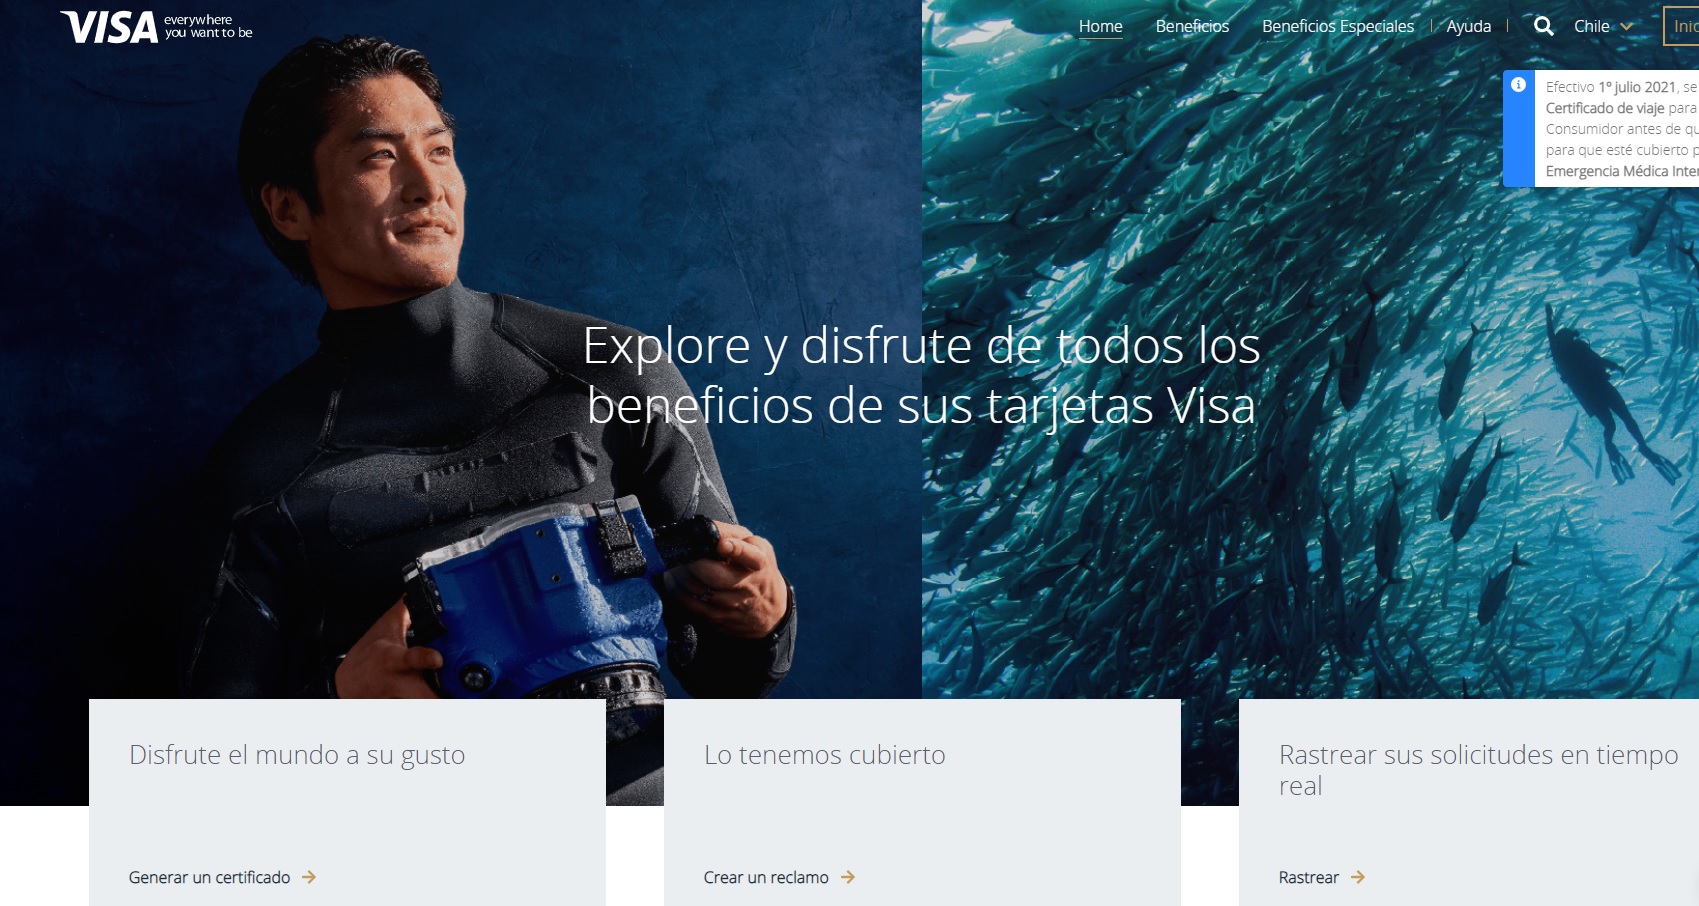 VISA everywhere
you want to be
Home Beneficios Beneficios Especiales Ayuda Chile
Efectivo 1º julio 2021, se
Certificado de viaje para
Consumidor antes de
para que esté cubierto
Emergencia Médica
Explore y disfrute de todos los
beneficios de sus tarjetas Visa
Disfrute el mundo a su gusto
Lo tenemos cubierto
Rastrear sus solicitudes en tiempo
real
Generar un certificado
Crear un reclamo
Rastrear